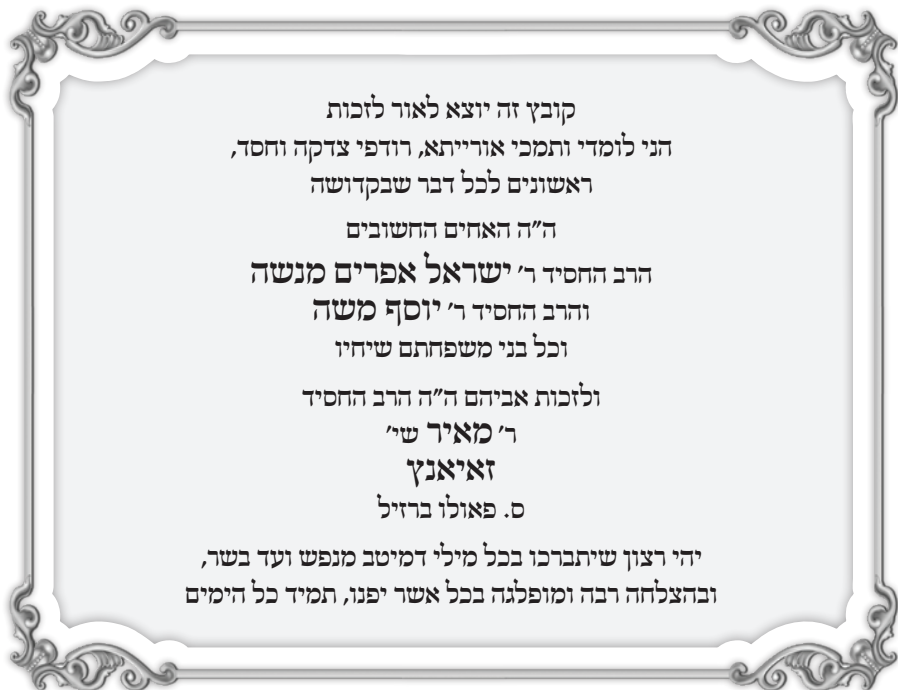 קובץ זה יוצא לאור לזכות
הני לומדי ותמכי אורייתא, רודפי צדקה וחסד,
ראשונים לכל דבר שבקדושה
ה״ה האחים החשובים
הרב החסיד ר׳ ישראל אפרים מנשה
והרב החסיד ר׳ יוסף משה
וכל בני משפחתם שיחיו
ולזכות אביהם ה״ה הרב החסיד
ר׳ מאיר שי׳
זאיאנץ
ס. פאולו ברזיל
יהי רצון שיתברכו בכל מילי דמיטב מנפש ועד בשר,
ובהצלחה רבה ומופלגה בכל אשר יפנו, תמיד כל הימים